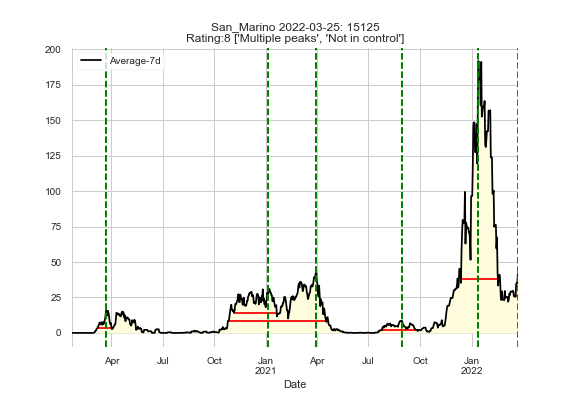 San_Marino 2022-03-25: 15125
Rating:8 ['Multiple peaks', 'Not in control']
200
175
150
125
100
75
50
25
0
Average-7d
Apr Jul Oct Jan Apr Jul Oct Jan
2021 2022
Date